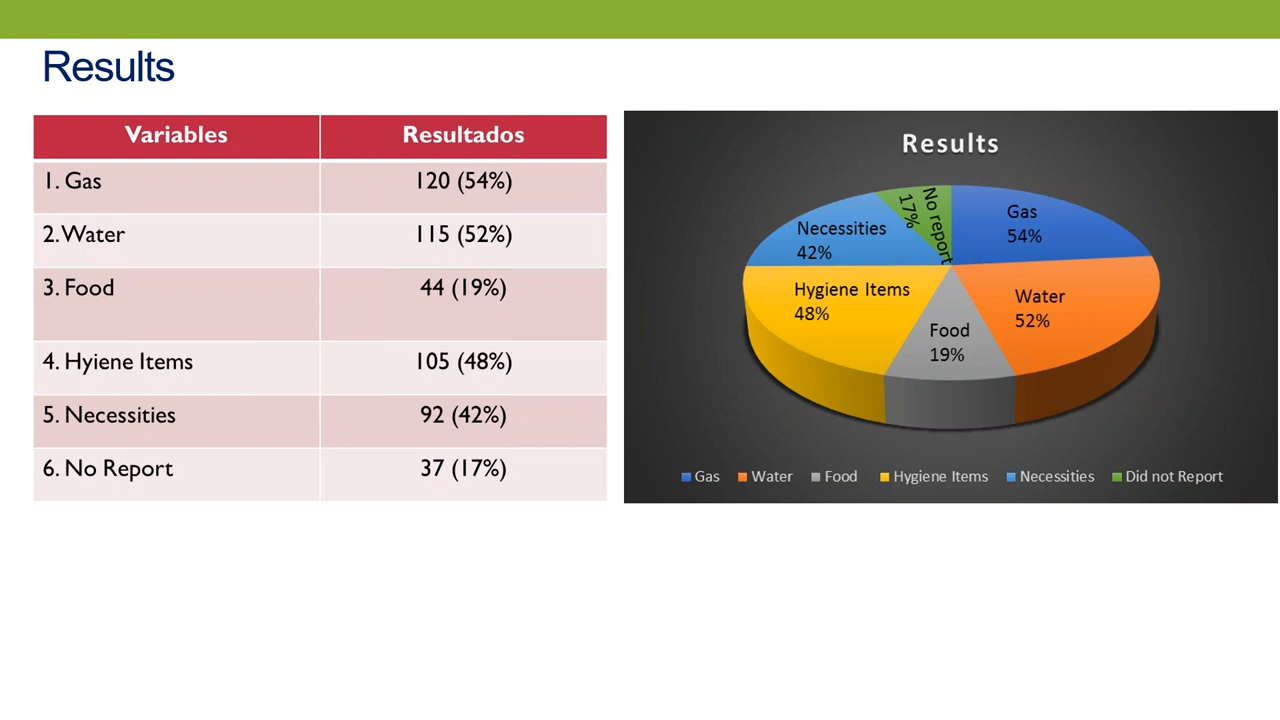 Results
Variables Resultados
1. Gas 120 (54%)
2. Water 115 (52%)
3. Food 44 (19%)
4. Hyiene Items 105 (48%)
5. Necessities 92 (42%)
6. No Report 37 (17%)
Results
No report
17%
Gas
54%
Necessities
42%
Hygiene Items
48%
Water
52%
Food
19%
Gas Water Food Hygiene Items Necessities Did not Report